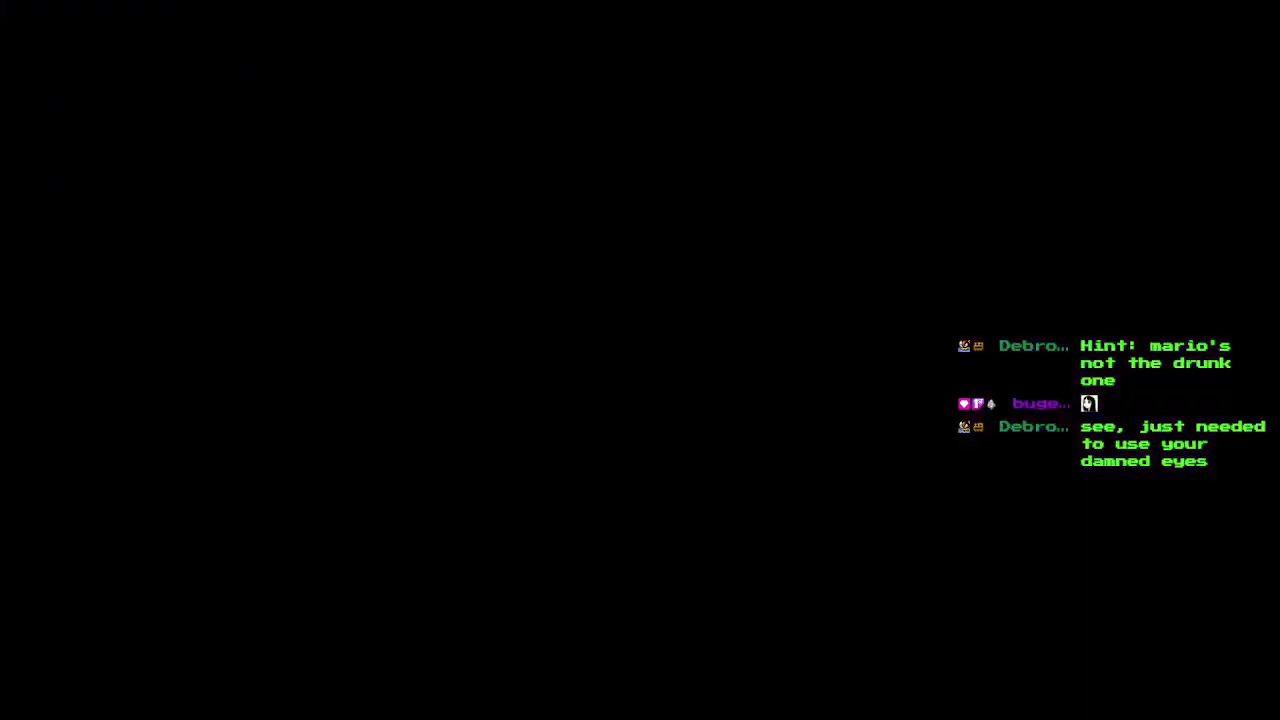 Debro… Hint: mario's
not the drunk
one
buge…
Debro… see, just needed
to use your
damned eyes